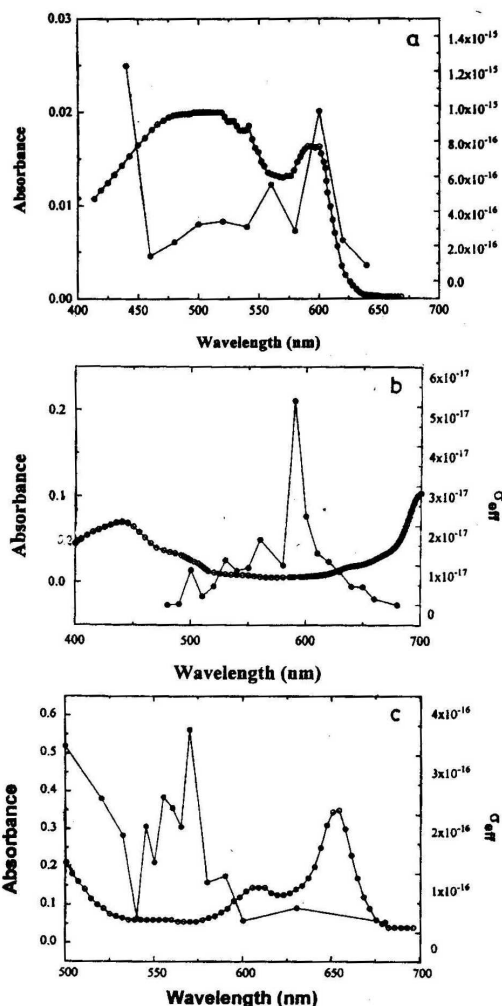 a
0.03
0.02
0.01
0.00
Absorbance
1.4x10-15
1.2x10-15
1.0x10-15
8.0x10-16
6.0x10-16
4.0x10-16
2.0x10-16
0.0
400 450 500 550 600 650 700
Wavelength (nm)
b
0.2
0.1
0.0
Absorbance
6x10-17
5x10-17
4x10-17
3x10-17
2x10-17
1x10-17
0
σeff
400 500 600 700
Wavelength (nm)
c
0.6
0.5
0.4
0.3
0.2
0.1
0.0
Absorbance
4x10-16
3x10-16
2x10-16
1x10-16
0
σeff
500 550 600 650 700
Wavelength (nm)